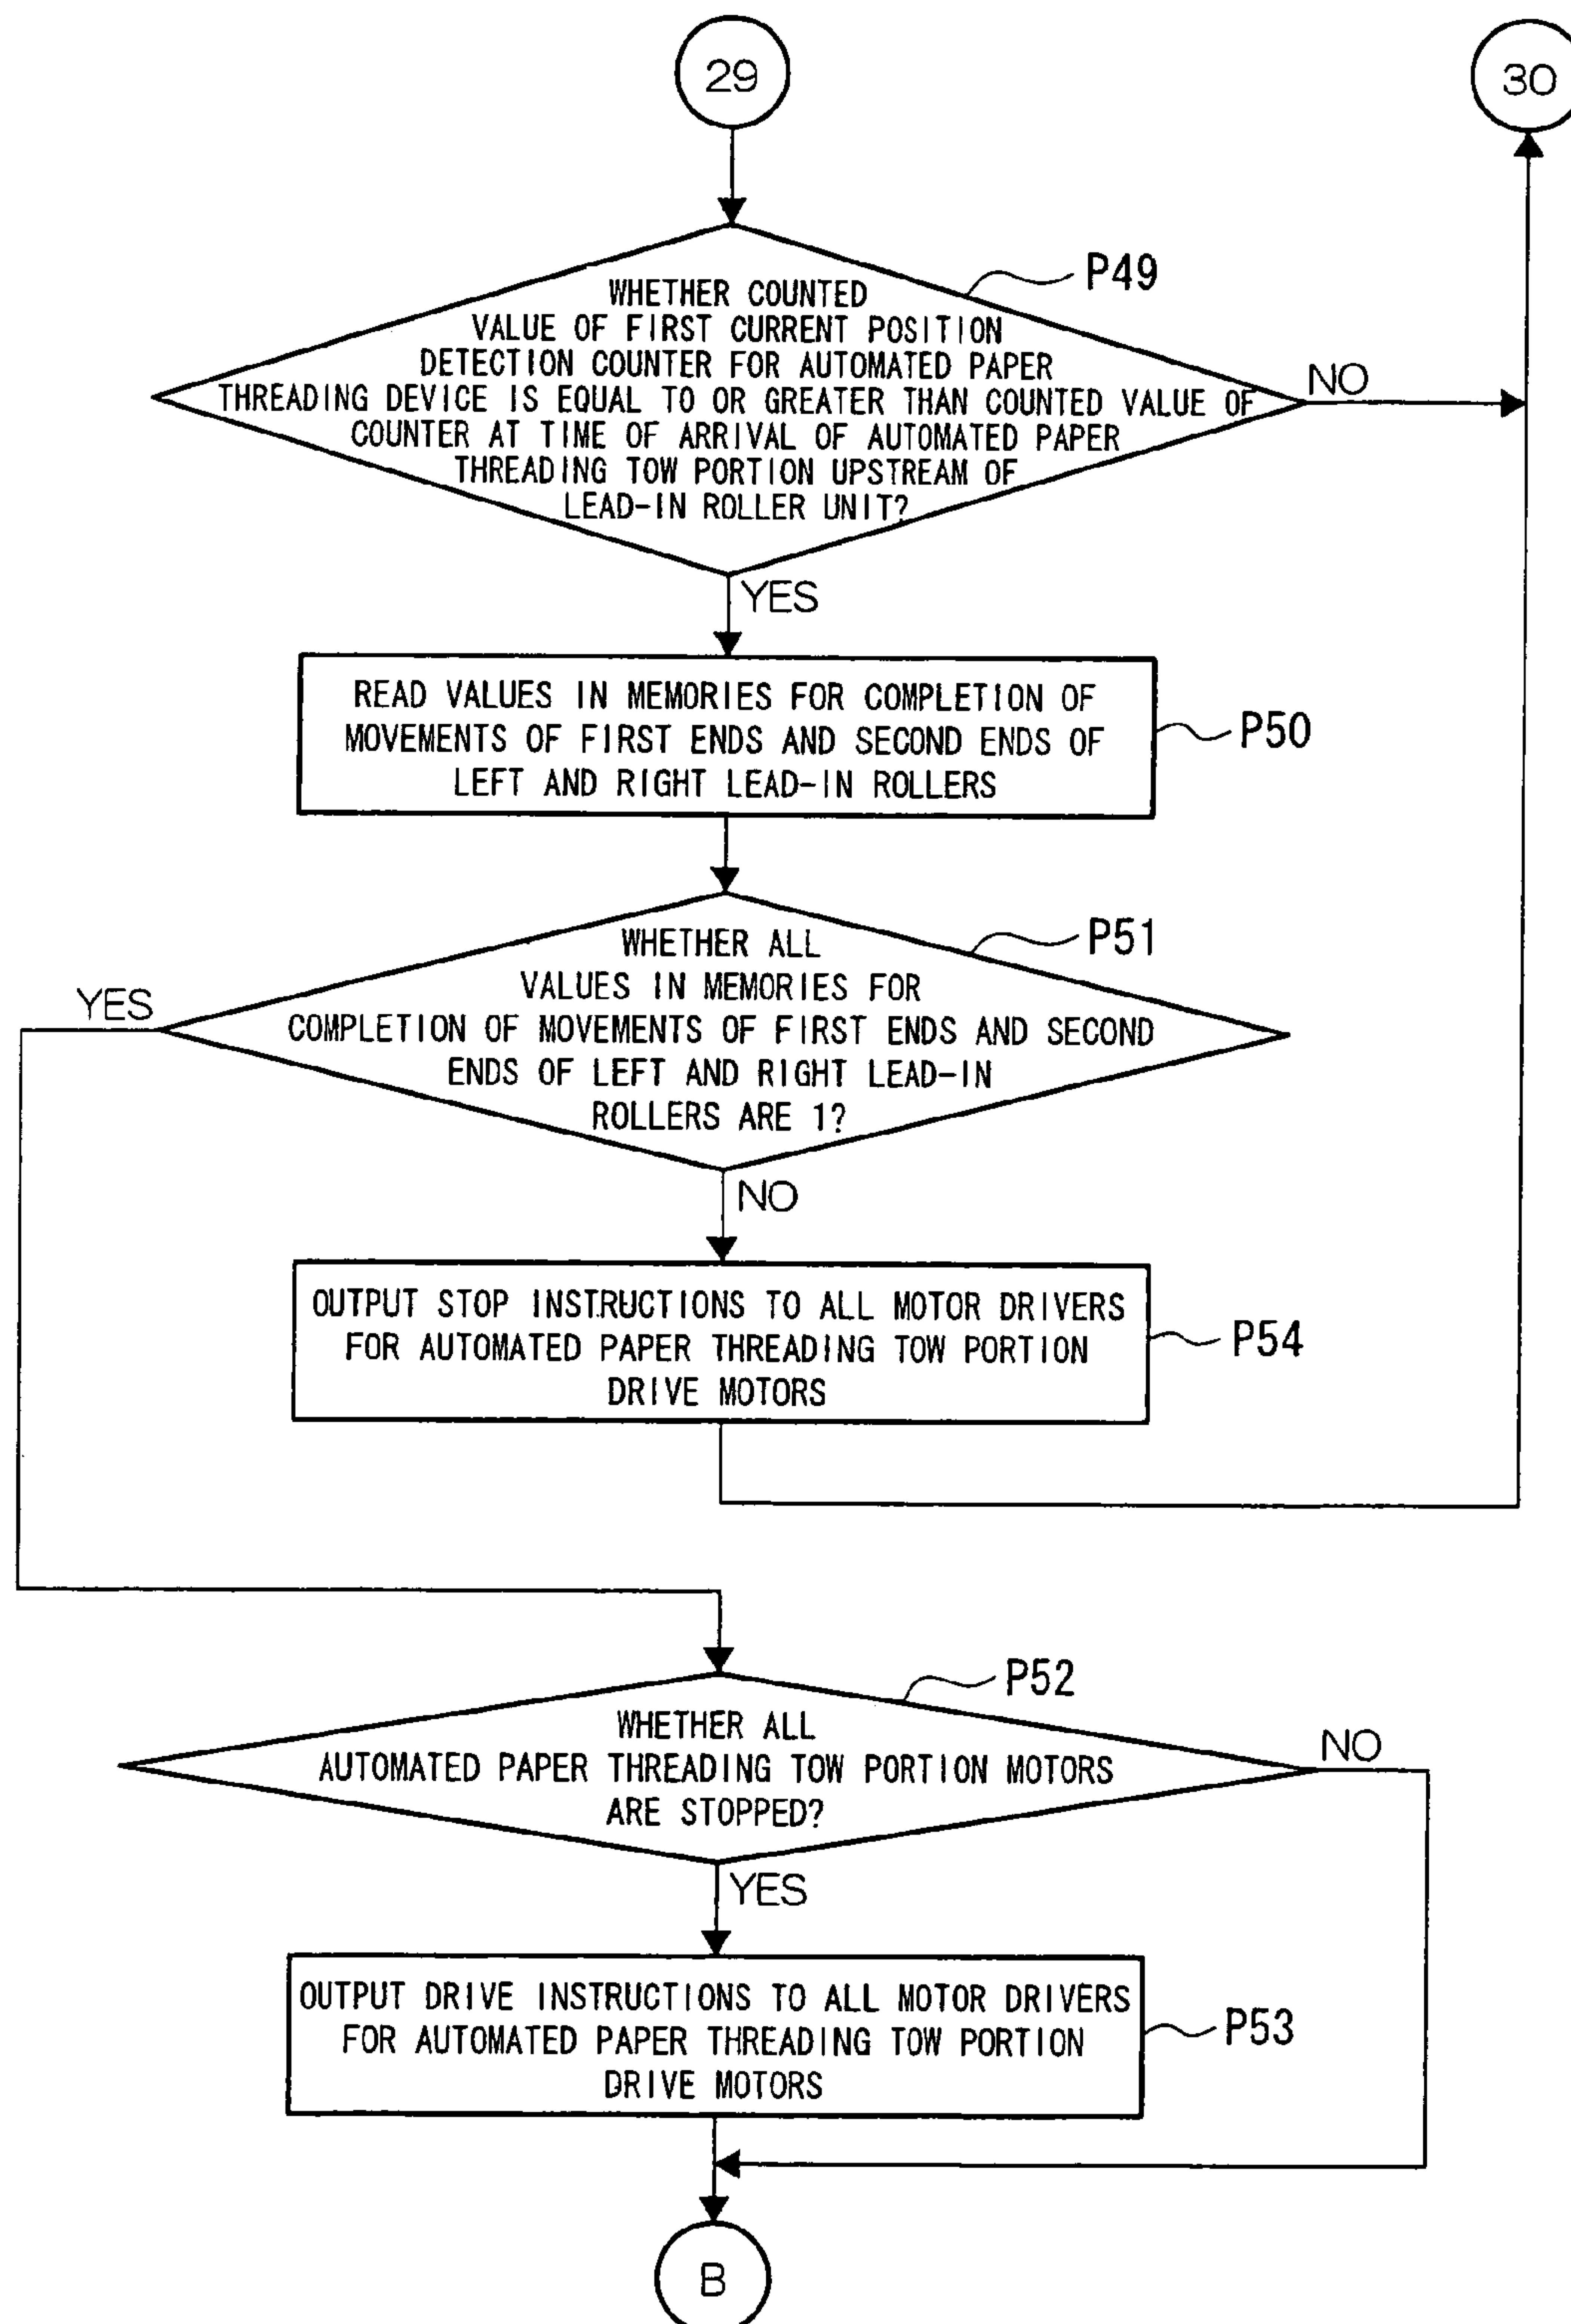 29
30
P49
WHETHER COUNTED
VALUE OF FIRST CURRENT POSITION
DETECTION COUNTER FOR AUTOMATED PAPER
THREADING DEVICE IS EQUAL TO OR GREATER THAN COUNTED VALUE OF
COUNTER AT TIME OF ARRIVAL OF AUTOMATED PAPER
THREADING TOW PORTION UPSTREAM OF
LEAD-IN ROLLER UNIT?
NO
YES
READ VALUES IN MEMORIES FOR COMPLETION OF
MOVEMENTS OF FIRST ENDS AND SECOND ENDS OF
LEFT AND RIGHT LEAD-IN ROLLERS
P50
P51
WHETHER ALL
VALUES IN MEMORIES FOR
COMPLETION OF MOVEMENTS OF FIRST ENDS AND SECOND
ENDS OF LEFT AND RIGHT LEAD-IN
ROLLERS ARE 1?
YES
NO
OUTPUT STOP INSTRUCTIONS TO ALL MOTOR DRIVERS
FOR AUTOMATED PAPER THREADING TOW PORTION
DRIVE MOTORS
P54
P52
WHETHER ALL
AUTOMATED PAPER THREADING TOW PORTION MOTORS
ARE STOPPED?
NO
YES
OUTPUT DRIVE INSTRUCTIONS TO ALL MOTOR DRIVERS
FOR AUTOMATED PAPER THREADING TOW PORTION
DRIVE MOTORS
P53
B